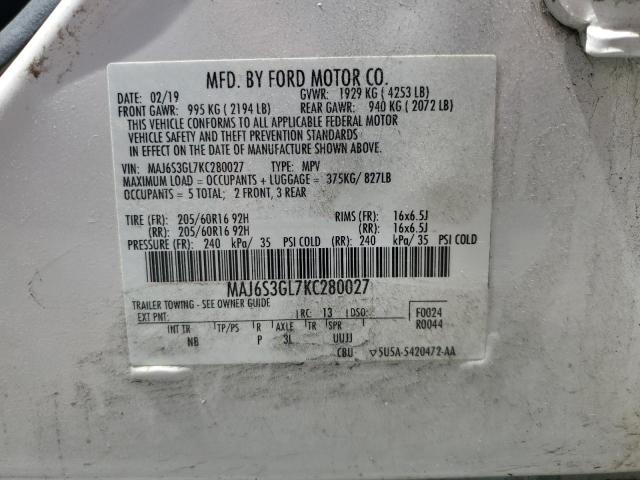 MFD. BY FORD MOTOR CO.
DATE: 02/19 GVWR: 1929 KG ( 4253 LB)
FRONT GAWR: 995 KG ( 2194 LB) REAR GAWR: 940 KG ( 2072 LB)
THIS VEHICLE CONFORMS TO ALL APPLICABLE FEDERAL MOTOR
VEHICLE SAFETY AND THEFT PREVENTION STANDARDS
IN EFFECT ON THE DATE OF MANUFACTURE SHOWN ABOVE.
VIN: MAJ6S3GL7KC280027 TYPE: MPV
MAXIMUM LOAD = OCCUPANTS + LUGGAGE = 375KG/ 827LB
OCCUPANTS = 5 TOTAL; 2 FRONT, 3 REAR
TIRE (FR): 205/60R16 92H RIMS (FR): 16x6.5J
(RR): 205/60R16 92H (RR): 16x6.5J
PRESSURE (FR): 240 kPa/ 35 PSI COLD (RR): 240 kPa/ 35 PSI COLD
MAJ6S3GL7KC280027
TRAILER TOWING - SEE OWNER GUIDE
EXT PNT: RC: 13 DSO: F0024
R0044
INT TR TP/PS R AXLE TR SPR
NB P 3L UUJJ
CBU ▽5U5A-5420472-AA